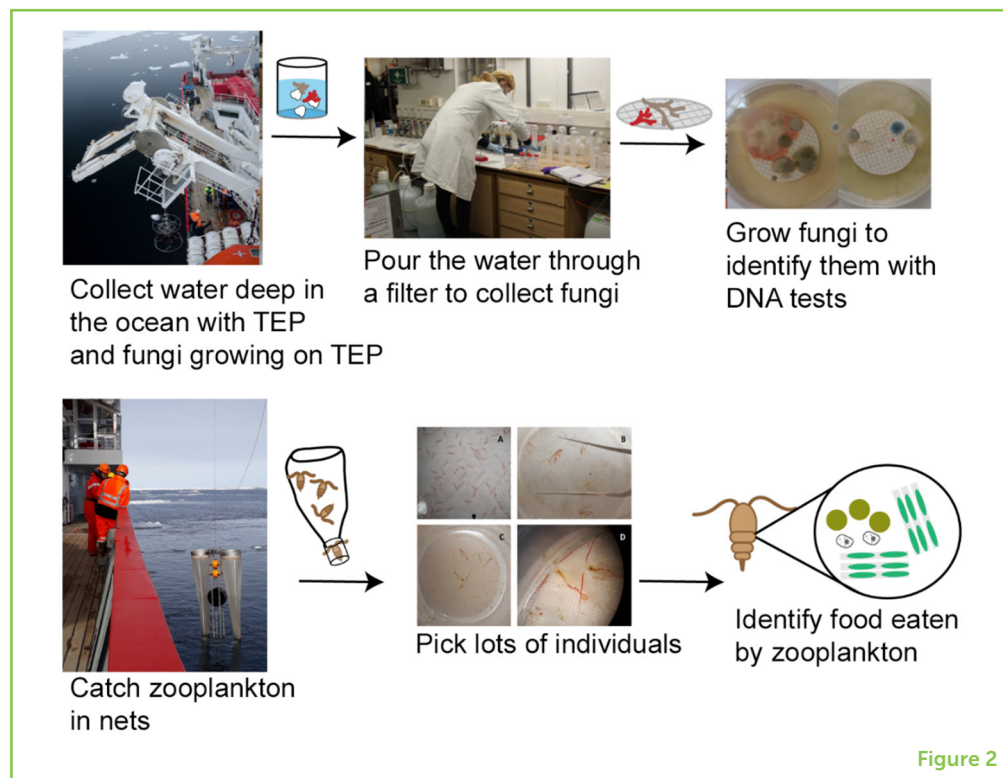 Collect water deep in
the ocean with TEP
and fungi growing on TEP
Pour the water through
a filter to collect fungi
Grow fungi to
identify them with
DNA tests
Catch zooplankton
in nets
A
B
C
D
Pick lots of individuals
Identify food eaten
by zooplankton
Figure 2